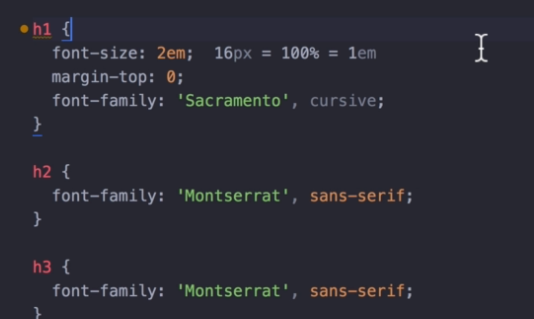 h1 {
font-size: 2em; 16px = 100% = 1em
margin-top: 0;
font-family: 'Sacramento', cursive;
}
h2 {
font-family: 'Montserrat', sans-serif;
}
h3 {
font-family: 'Montserrat', sans-serif;
}